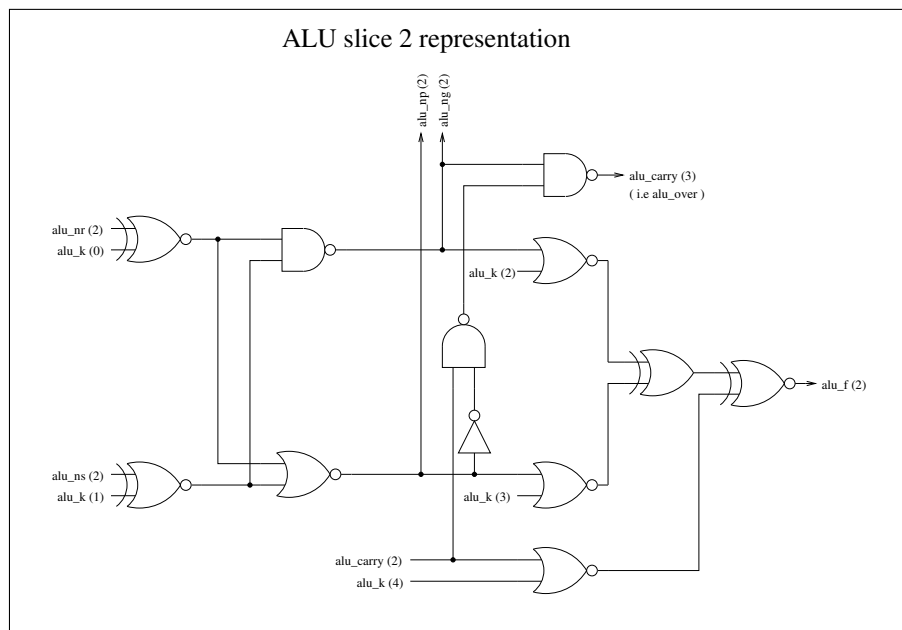 ALU slice 2 representation
alu_np (2)
alu_ng (2)
alu_carry (3)
( i.e alu_over )
alu_nr (2)
alu_k (0)
alu_k (2)
alu_f (2)
alu_ns (2)
alu_k (1)
alu_k (3)
alu_carry (2)
alu_k (4)